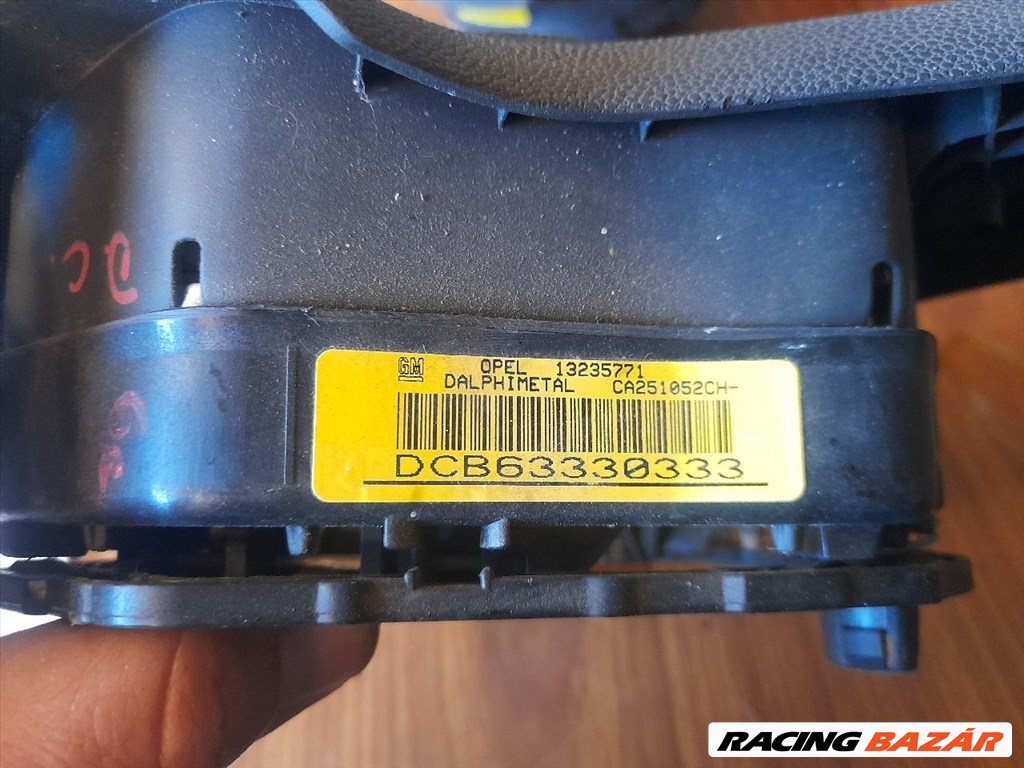 GM OPEL 13235771
DALPHIMETAL CA251052CH-
DCB63330333
RACING BAZÁR